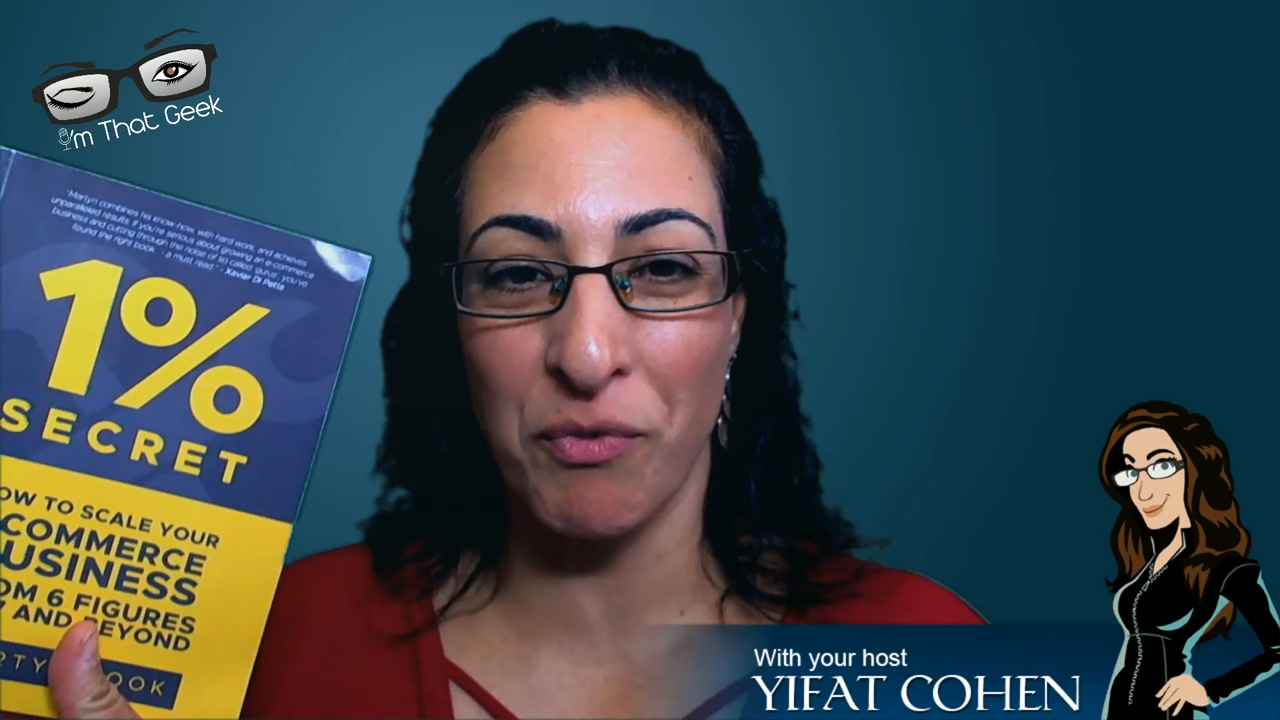 I'm That Geek
"Martyn combines his know-how, with hard work, and achieves
unparalleled results. If you're serious about growing an e-commerce
business and cutting through the noise of so called 'gurus', you've
found the right book - a must read." - Xavier Di Petta
1%
SECRET
OW TO SCALE YOUR
COMMERCE
USINESS
OM 6 FIGURES
AND BEYOND
RTY OOK
With your host
YIFAT COHEN